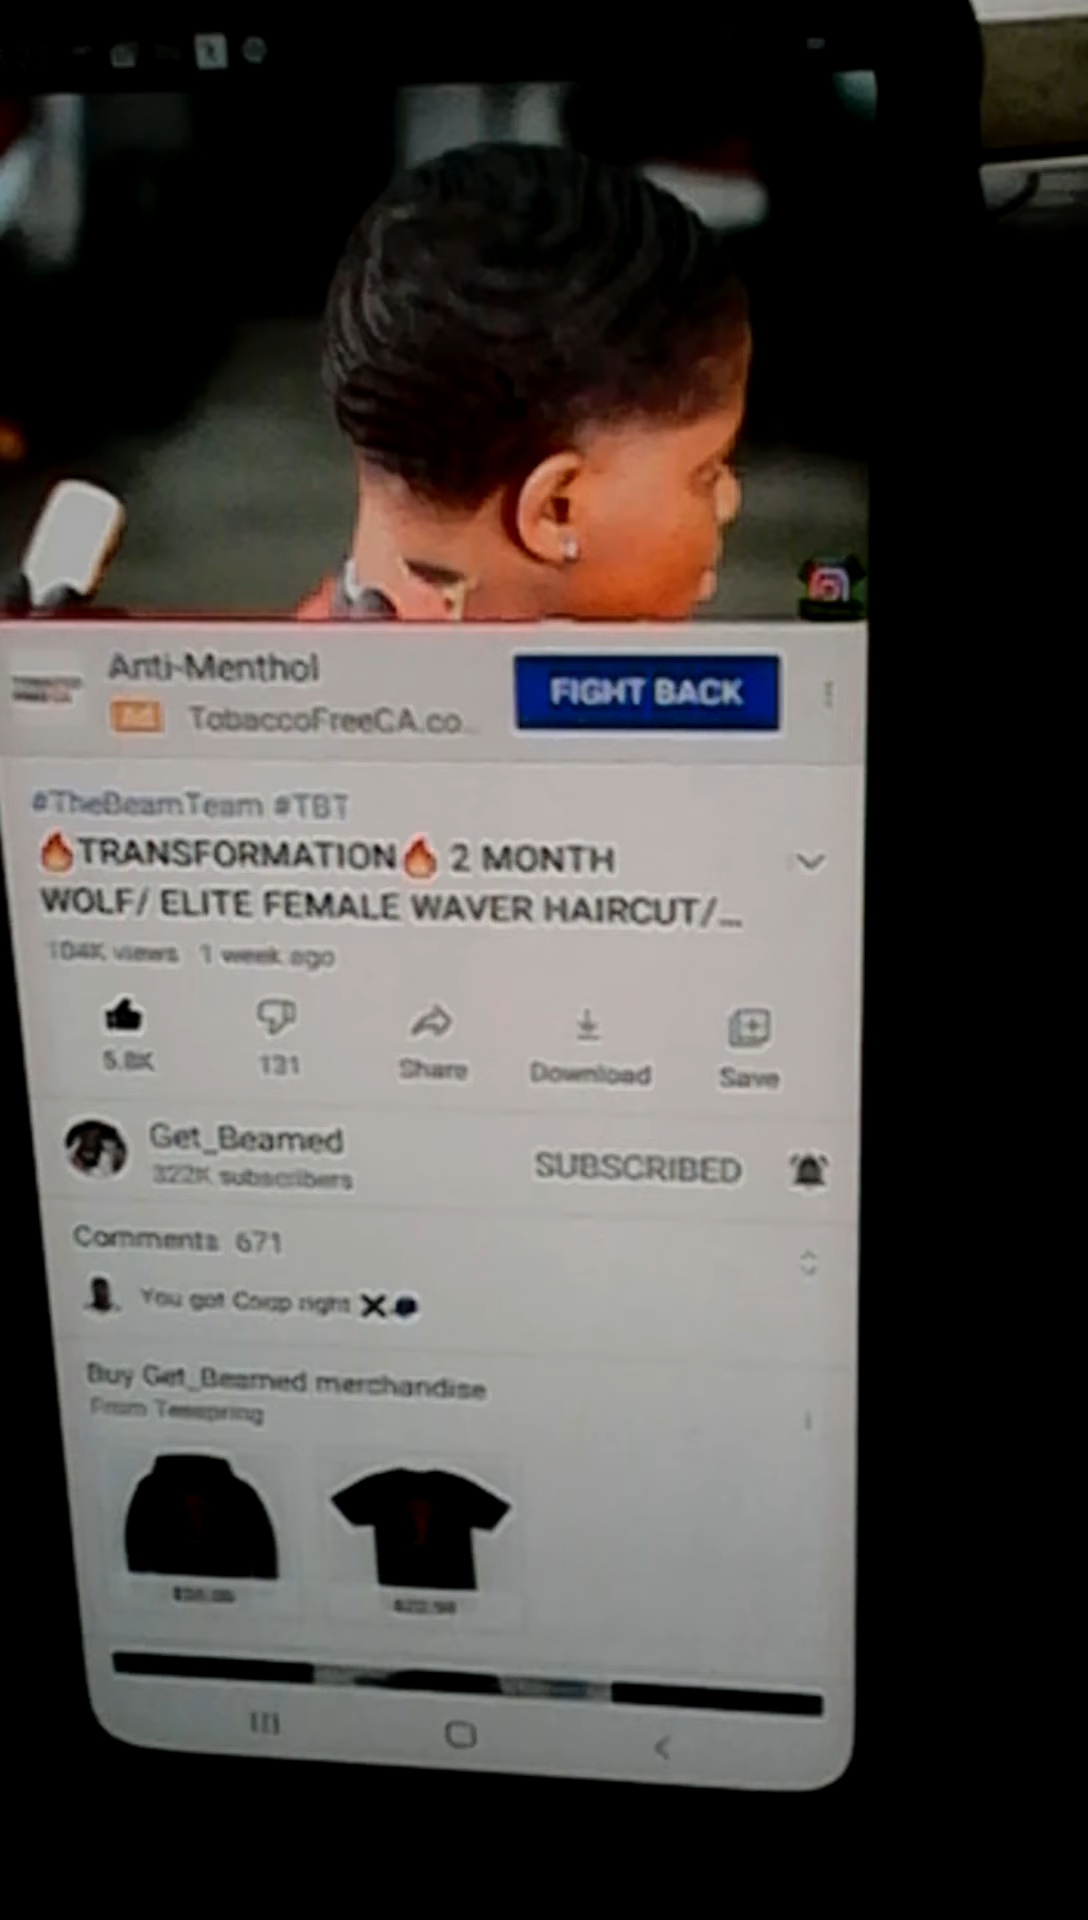 Anti-Menthol
Ad TobaccoFreeCA.co...
FIGHT BACK
#TheBeamTeam #TBT
🔥TRANSFORMATION🔥 2 MONTH
WOLF/ ELITE FEMALE WAVER HAIRCUT/...
104K views 1 week ago
5.8K 131 Share Download Save
Get_Beamed
322K subscribers
SUBSCRIBED
Comments 671
You got Coop right
Buy Get_Beamed merchandise
From Teespring